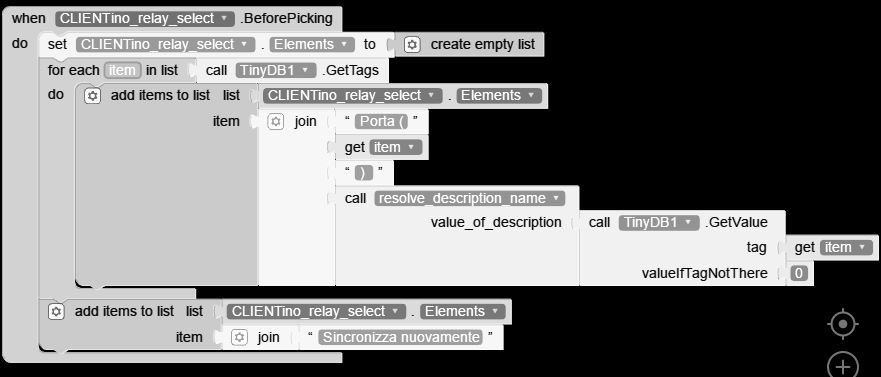 when CLIENTino_relay_select .BeforePicking
do set CLIENTino_relay_select . Elements to create empty list
for each item in list call TinyDB1 .GetTags
do add items to list list CLIENTino_relay_select . Elements
item join " Porta ( "
get item
" ) "
call resolve_description_name
value_of_description call TinyDB1 .GetValue
tag get item
valueIfTagNotThere 0
add items to list list CLIENTino_relay_select . Elements
item join " Sincronizza nuovamente "